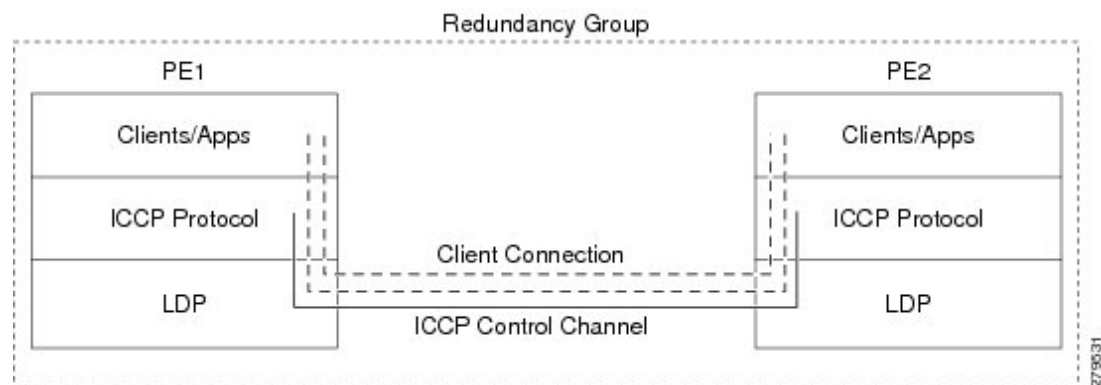 Redundancy Group
PE1
PE2
Clients/Apps
Clients/Apps
ICCP Protocol
ICCP Protocol
Client Connection
LDP
LDP
ICCP Control Channel
279531